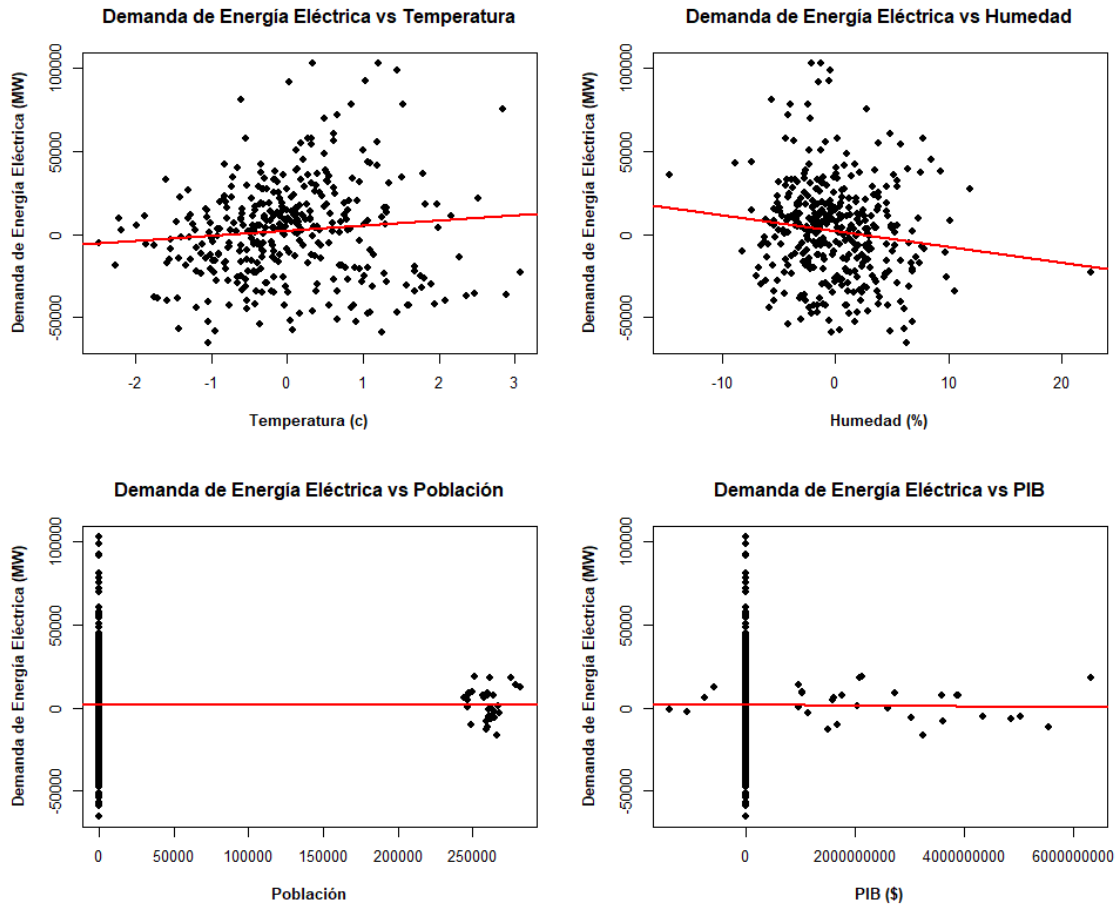 Demanda de Energía Eléctrica vs Temperatura
Demanda de Energía Eléctrica (MW)
100000
50000
0
-50000
-2 -1 0 1 2 3
Temperatura (c)
Demanda de Energía Eléctrica vs Humedad
Demanda de Energía Eléctrica (MW)
100000
50000
0
-50000
-10 0 10 20
Humedad (%)
Demanda de Energía Eléctrica vs Población
Demanda de Energía Eléctrica (MW)
100000
50000
0
-50000
0 50000 100000 150000 200000 250000
Población
Demanda de Energía Eléctrica vs PIB
Demanda de Energía Eléctrica (MW)
100000
50000
0
-50000
0 2000000000 4000000000 6000000000
PIB ($)